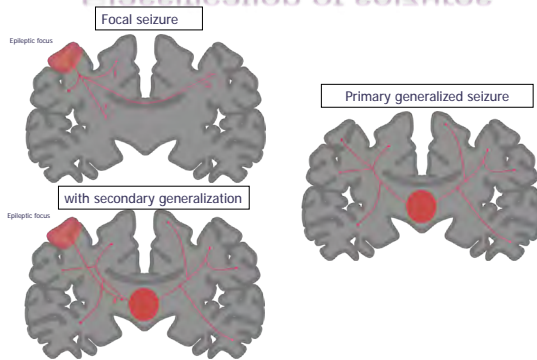 Focal seizure
Epileptic focus
Primary generalized seizure
with secondary generalization
Epileptic focus